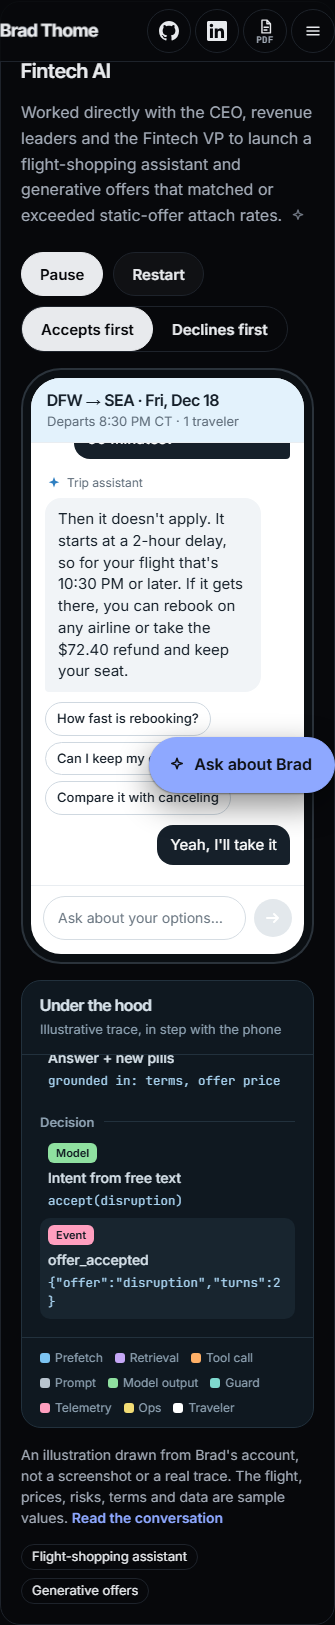 Brad Thome
PDF
Fintech AI
Worked directly with the CEO, revenue
leaders and the Fintech VP to launch a
flight-shopping assistant and
generative offers that matched or
exceeded static-offer attach rates.
Pause
Restart
Accepts first
Declines first
DFW → SEA · Fri, Dec 18
Departs 8:30 PM CT · 1 traveler
Trip assistant
Then it doesn't apply. It
starts at a 2-hour delay,
so for your flight that's
10:30 PM or later. If it gets
there, you can rebook on
any airline or take the
$72.40 refund and keep
your seat.
How fast is rebooking?
Can I keep my
Ask about Brad
Compare it with canceling
Yeah, I'll take it
Ask about your options...
Under the hood
Illustrative trace, in step with the phone
Answer + new pills
grounded in: terms, offer price
Decision
Model
Intent from free text
accept(disruption)
Event
offer_accepted
{"offer":"disruption","turns":2
}
Prefetch Retrieval Tool call
Prompt Model output Guard
Telemetry Ops Traveler
An illustration drawn from Brad's account,
not a screenshot or a real trace. The flight,
prices, risks, terms and data are sample
values. Read the conversation
Flight-shopping assistant
Generative offers